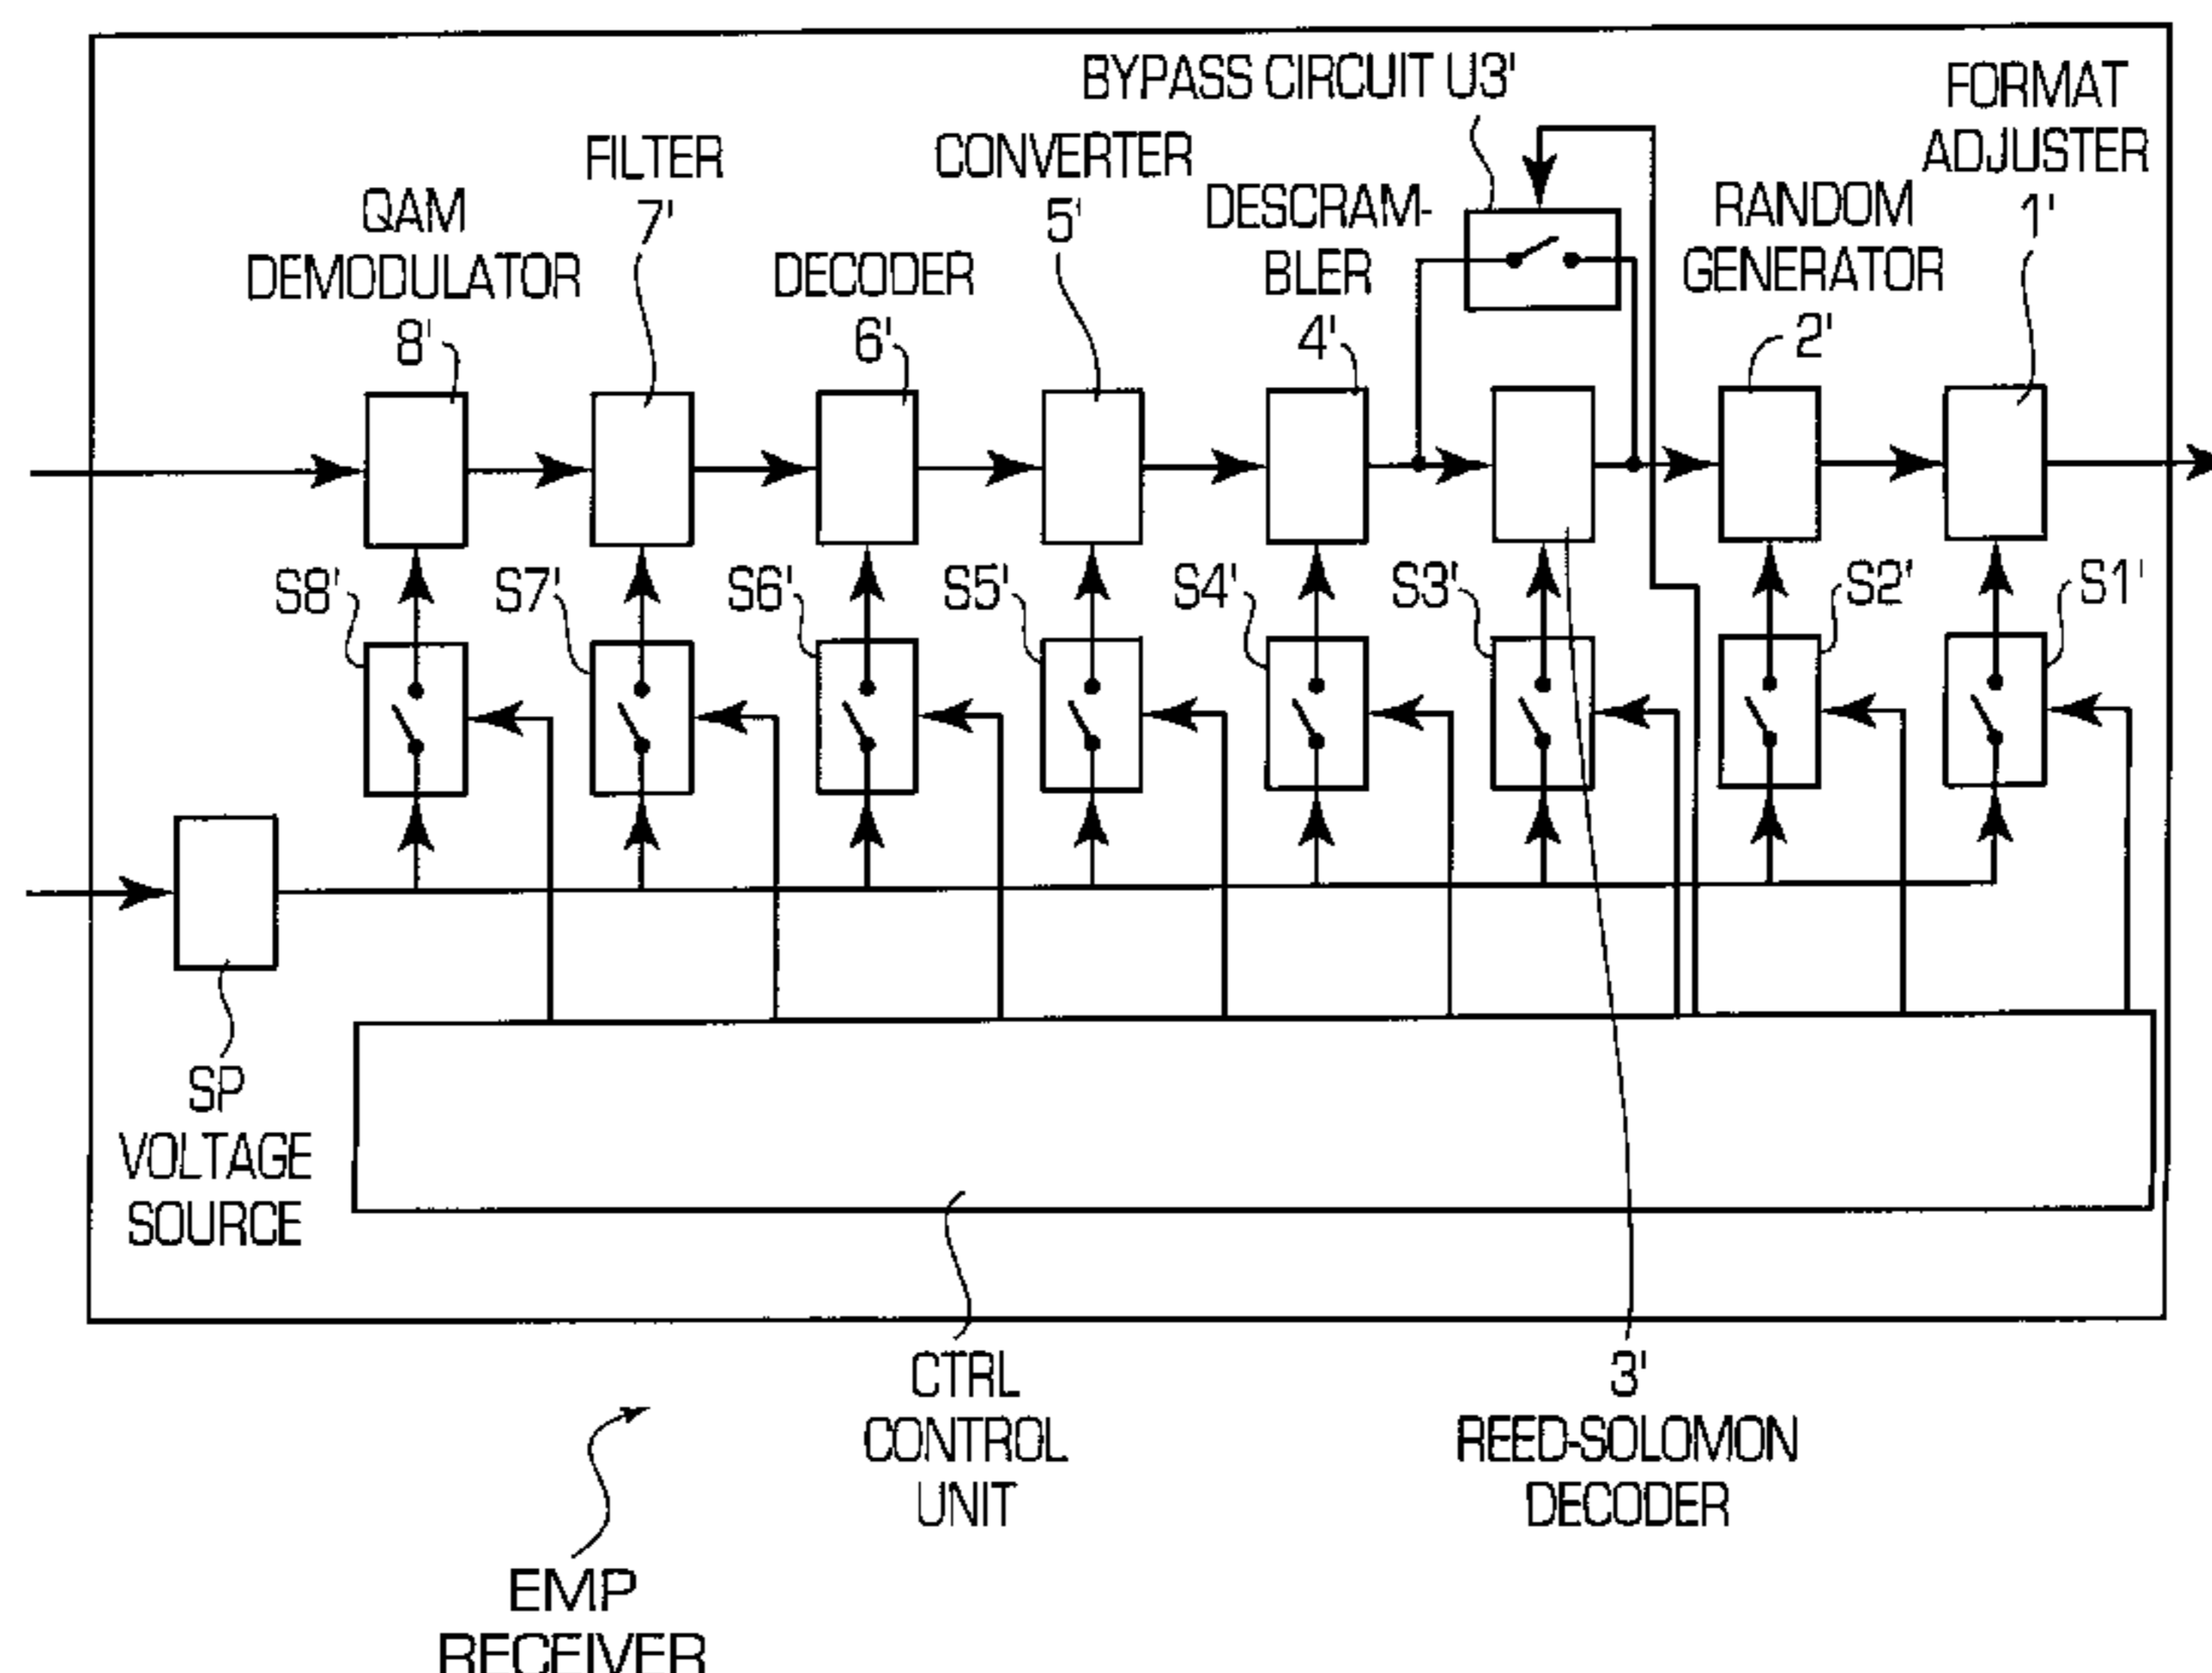 BYPASS CIRCUIT U3'
FORMAT
ADJUSTER
1'
FILTER
7'
CONVERTER
5'
QAM
DEMODULATOR
8'
DECODER
6'
DESCRAM-
BLER
4'
RANDOM
GENERATOR
2'
S8'
S7'
S6'
S5'
S4'
S3'
S2'
S1'
SP
VOLTAGE
SOURCE
CTRL
CONTROL
UNIT
3'
REED-SOLOMON
DECODER
EMP
RECEIVER